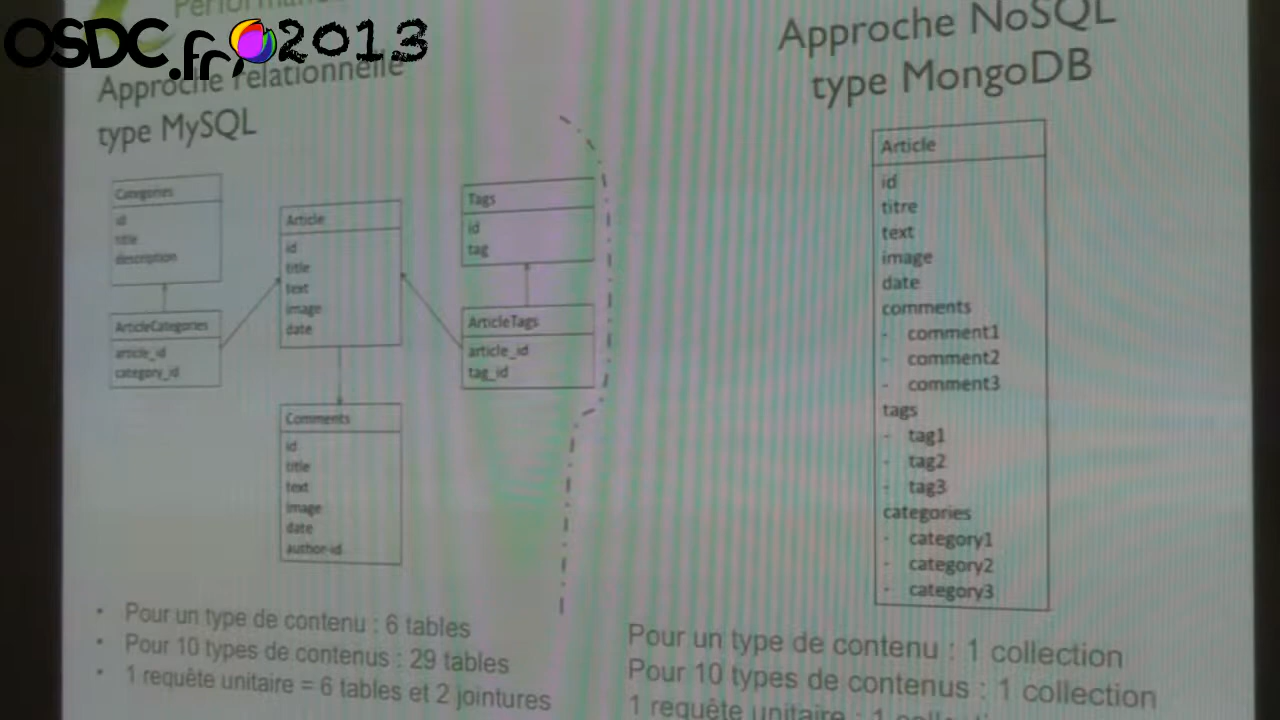 OSDC.fr 2013
Approche relationnelle
type MySQL
Categories
id
title
description
ArticleCategories
article_id
category_id
Article
id
title
text
image
date
Comments
id
title
text
image
date
author-id
Tags
id
tag
ArticleTags
article_id
tag_id
• Pour un type de contenu : 6 tables
• Pour 10 types de contenus : 29 tables
• 1 requête unitaire = 6 tables et 2 jointures
Approche NoSQL
type MongoDB
Article
id
titre
text
image
date
comments
- comment1
- comment2
- comment3
tags
- tag1
- tag2
- tag3
categories
- category1
- category2
- category3
Pour un type de contenu : 1 collection
Pour 10 types de contenus : 1 collection
1 requête unitaire : 1